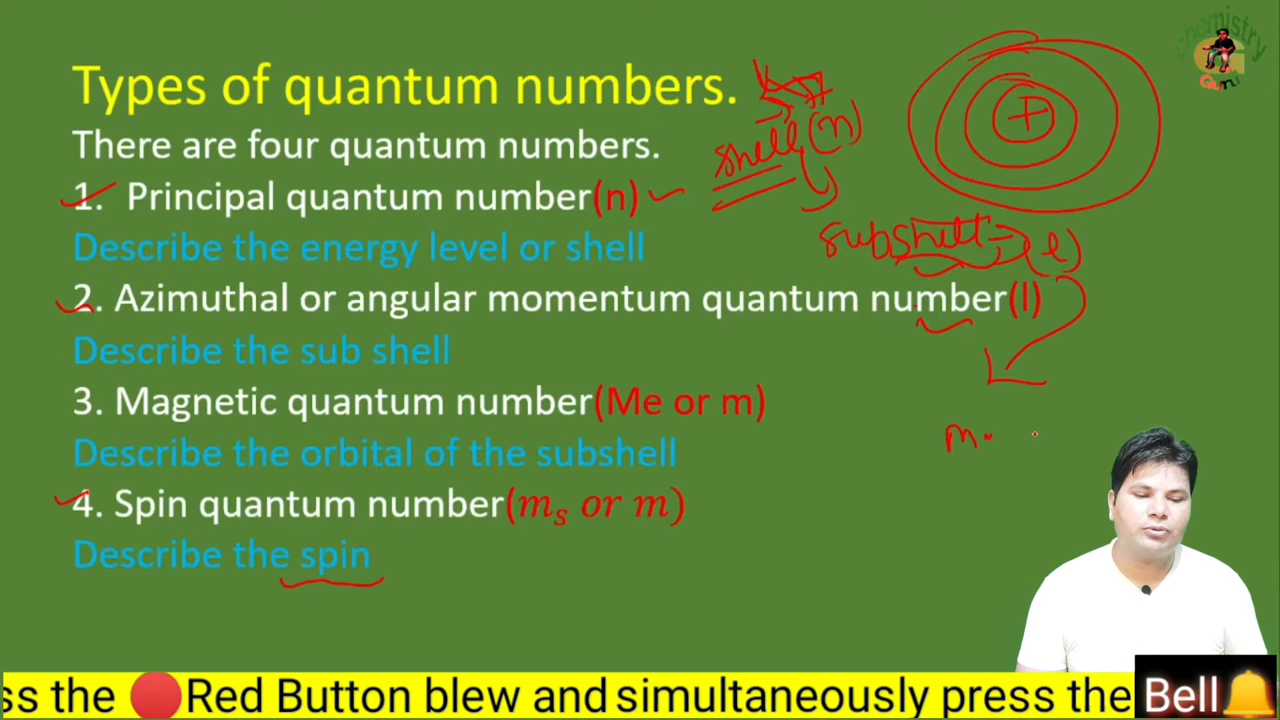 Types of quantum numbers.
There are four quantum numbers.
1. Principal quantum number(n)
Describe the energy level or shell
2. Azimuthal or angular momentum quantum number(l)
Describe the sub shell
3. Magnetic quantum number(Me or m)
Describe the orbital of the subshell
4. Spin quantum number(m_s or m)
Describe the spin
shell (n)
subshell (l)
m.
+
chemistry
G
Guru
ss the 🔴Red Button blew and simultaneously press the Bell🔔